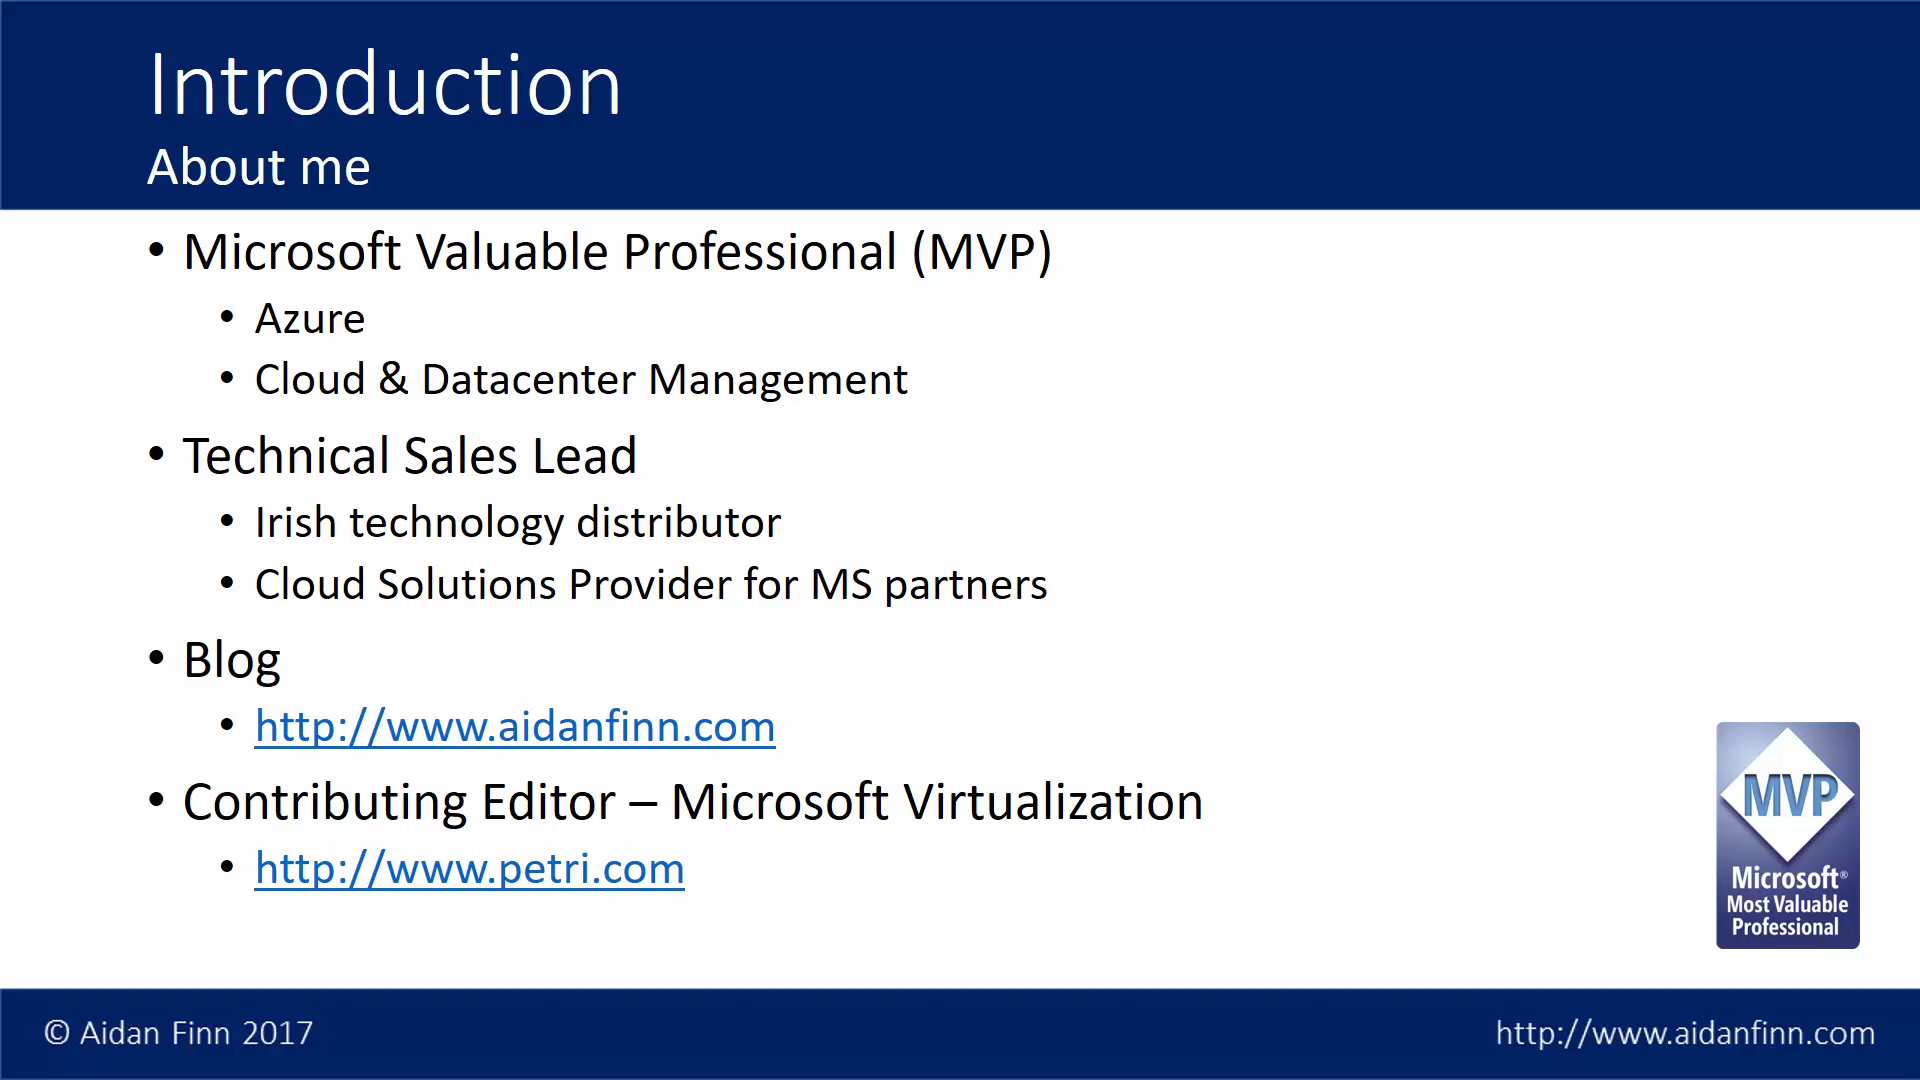 Introduction
About me
• Microsoft Valuable Professional (MVP)
• Azure
• Cloud & Datacenter Management
• Technical Sales Lead
• Irish technology distributor
• Cloud Solutions Provider for MS partners
• Blog
• http://www.aidanfinn.com
• Contributing Editor – Microsoft Virtualization
• http://www.petri.com
MVP
Microsoft®
Most Valuable
Professional
© Aidan Finn 2017
http://www.aidanfinn.com